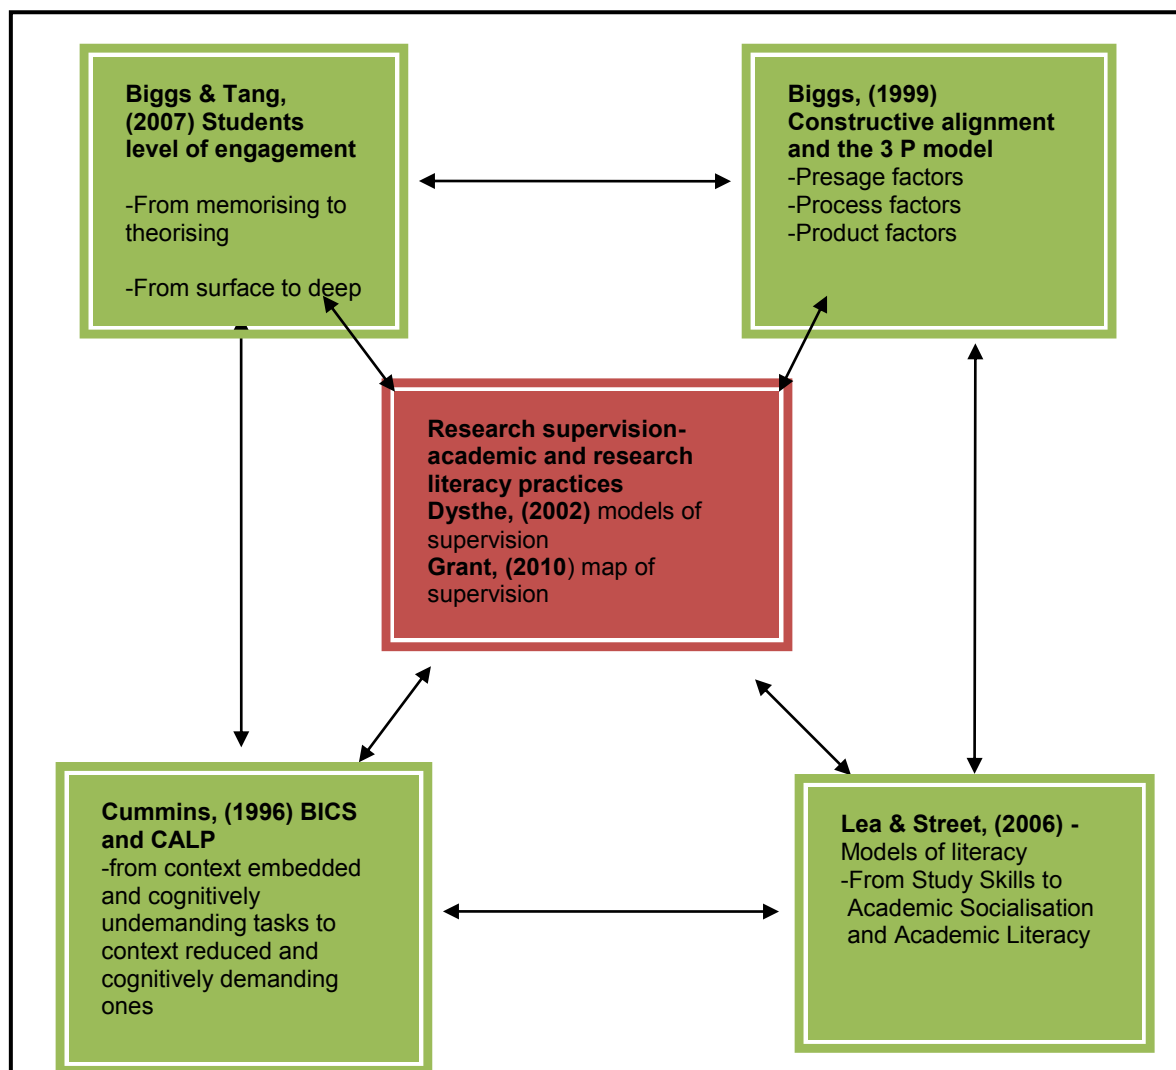 Biggs & Tang,
(2007) Students
level of engagement
-From memorising to
theorising
-From surface to deep
Biggs, (1999)
Constructive alignment
and the 3 P model
-Presage factors
-Process factors
-Product factors
Research supervision-
academic and research
literacy practices
Dysthe, (2002) models of
supervision
Grant, (2010) map of
supervision
Cummins, (1996) BICS
and CALP
-from context embedded
and cognitively
undemanding tasks to
context reduced and
cognitively demanding
ones
Lea & Street, (2006) -
Models of literacy
-From Study Skills to
Academic Socialisation
and Academic Literacy